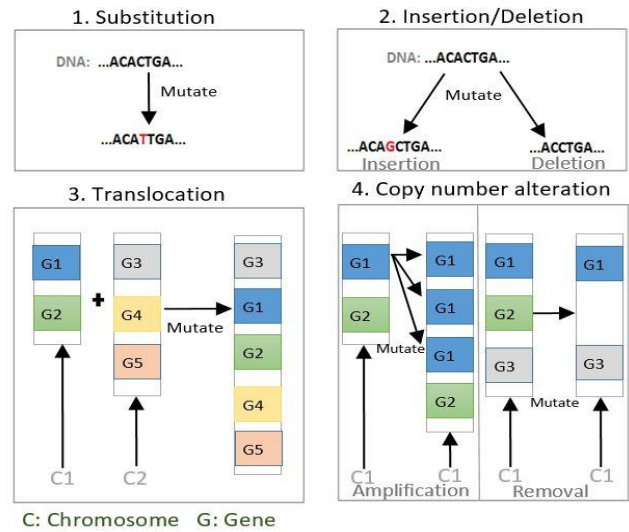 1. Substitution
DNA: ...ACACTGA...
Mutate
...ACATTGA...
2. Insertion/Deletion
DNA: ...ACACTGA...
Mutate
...ACAGCTGA...
Insertion
...ACCTGA...
Deletion
3. Translocation
G1
G2
+
G3
G4
G5
Mutate
G3
G1
G2
G4
G5
C1
C2
4. Copy number alteration
G1
G2
Mutate
G1
G1
G1
G2
C1
C1
Amplification
G1
G2
G3
Mutate
G1
G3
C1
C1
Removal
C: Chromosome G: Gene